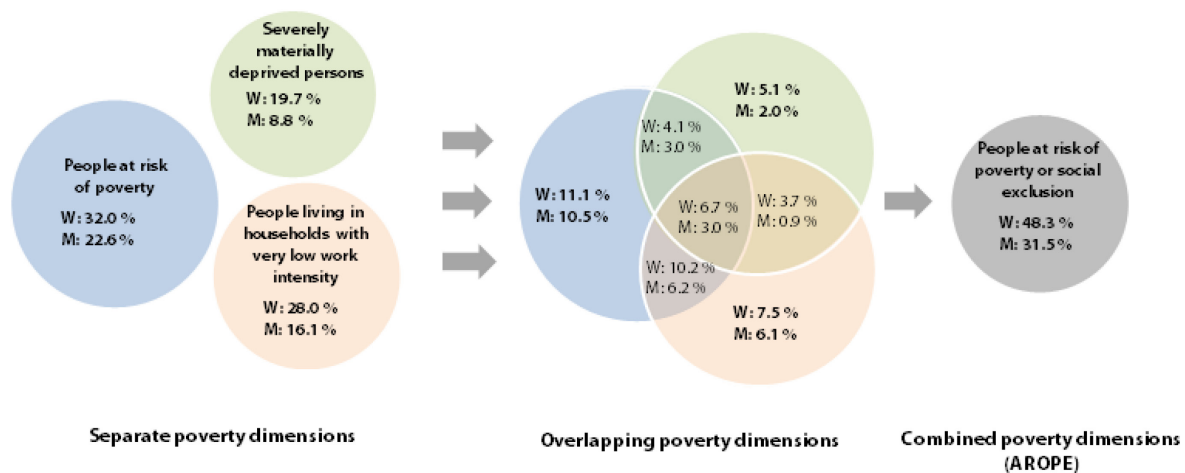 Severely
materially
deprived persons
W: 19.7 %
M: 8.8 %
People at risk
of poverty
W: 32.0 %
M: 22.6 %
People living in
households with
very low work
intensity
W: 28.0 %
M: 16.1 %
Separate poverty dimensions
W: 5.1 %
M: 2.0 %
W: 4.1 %
M: 3.0 %
W: 11.1 %
M: 10.5 %
W: 6.7 %
M: 3.0 %
W: 3.7 %
M: 0.9 %
W: 10.2 %
M: 6.2 %
W: 7.5 %
M: 6.1 %
Overlapping poverty dimensions
People at risk of
poverty or social
exclusion
W: 48.3 %
M: 31.5 %
Combined poverty dimensions
(AROPE)